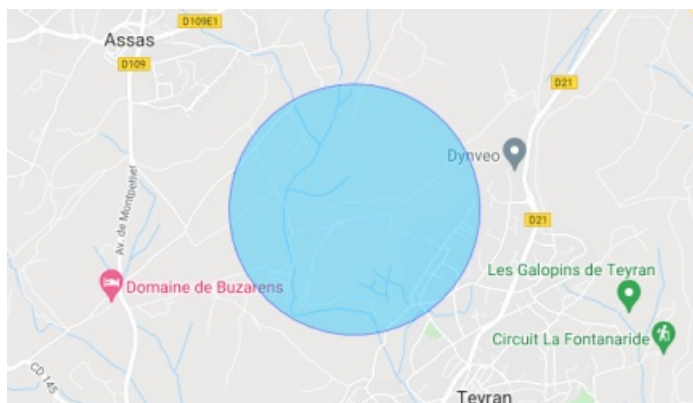 D109E1
Assas
D109
D21
Dynveo
Av. de Montpellier
D21
Les Galopins de Teyran
Domaine de Buzarens
Circuit La Fontanaride
CD 145
Teyran